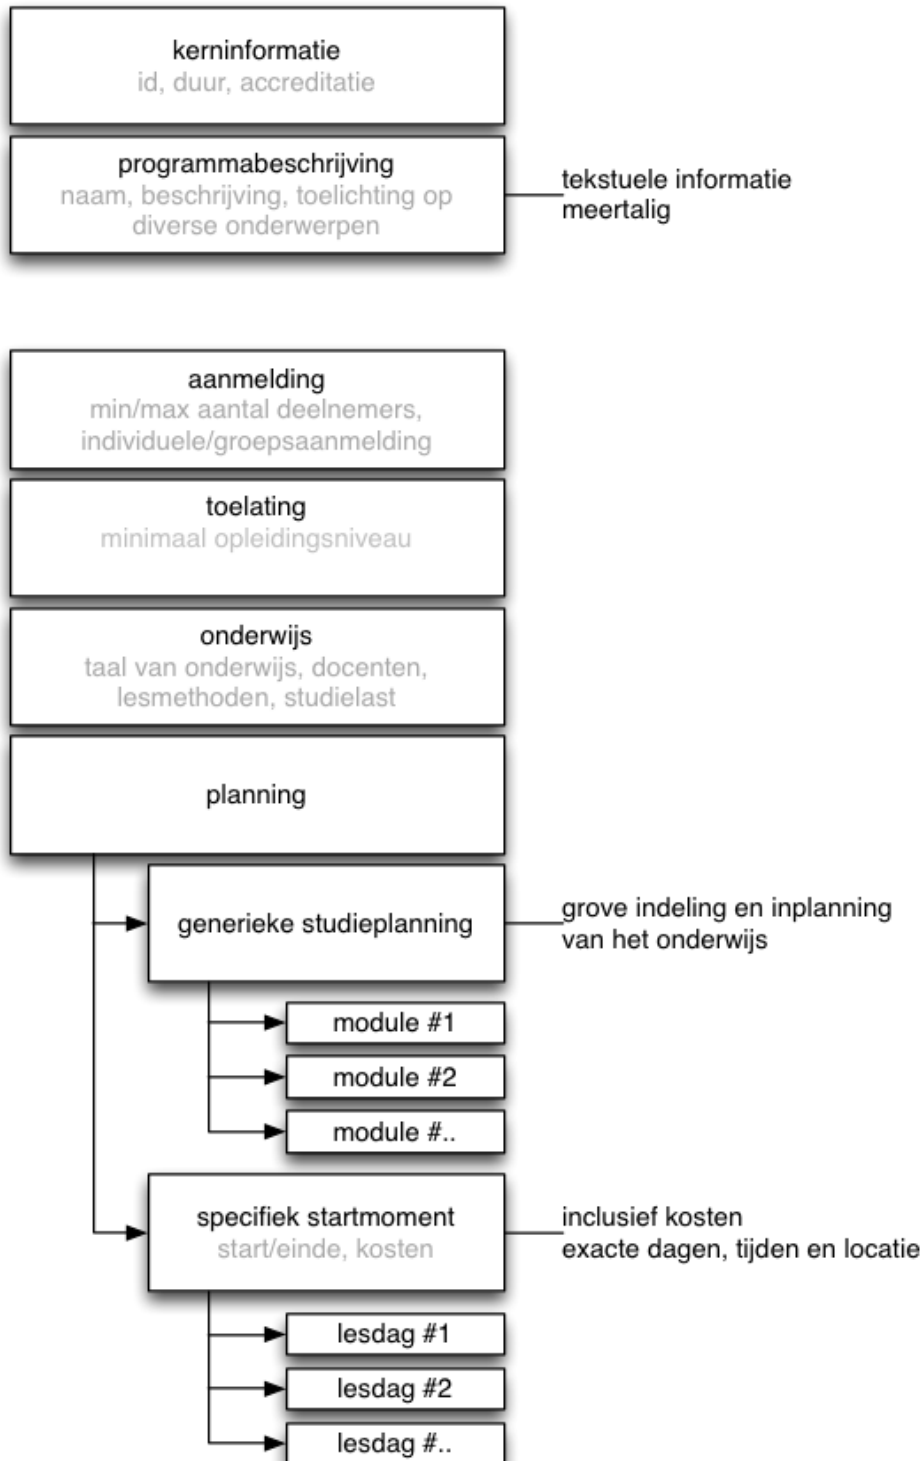 kerninformatie
id, duur, accreditatie
programmabeschrijving
naam, beschrijving, toelichting op
diverse onderwerpen
tekstuele informatie
meertalig
aanmelding
min/max aantal deelnemers,
individuele/groepsaanmelding
toelating
minimaal opleidingsniveau
onderwijs
taal van onderwijs, docenten,
lesmethoden, studielast
planning
generieke studieplanning
grove indeling en inplanning
van het onderwijs
module #1
module #2
module #..
specifiek startmoment
start/einde, kosten
inclusief kosten
exacte dagen, tijden en locatie
lesdag #1
lesdag #2
lesdag #..